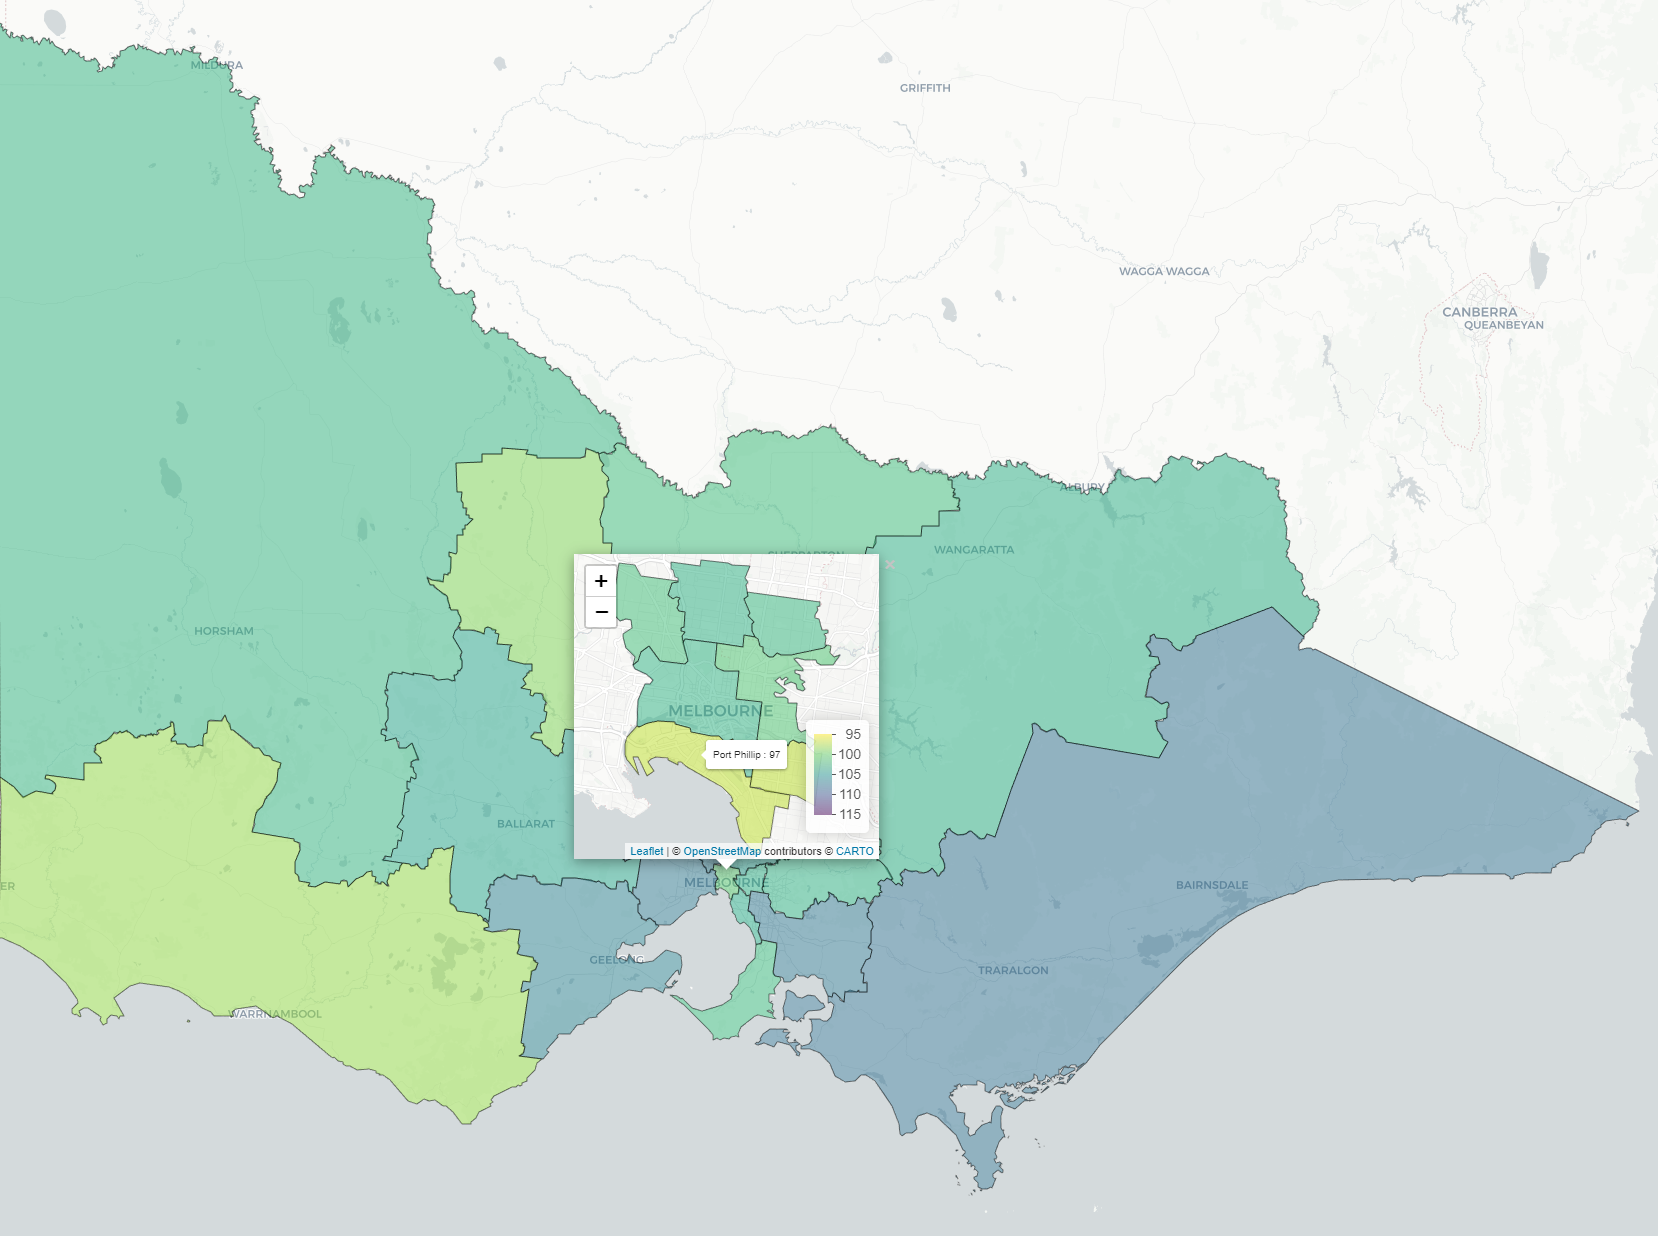 MILDURA
GRIFFITH
WAGGA WAGGA
CANBERRA
QUEANBEYAN
ALBURY
WANGARATTA
SHEPPARTON
×
+
−
HORSHAM
MELBOURNE
95
Port Phillip : 97
100
105
110
115
BALLARAT
Leaflet | © OpenStreetMap contributors © CARTO
MELBOURNE
ER
BAIRNSDALE
GEELONG
TRARALGON
WARRNAMBOOL